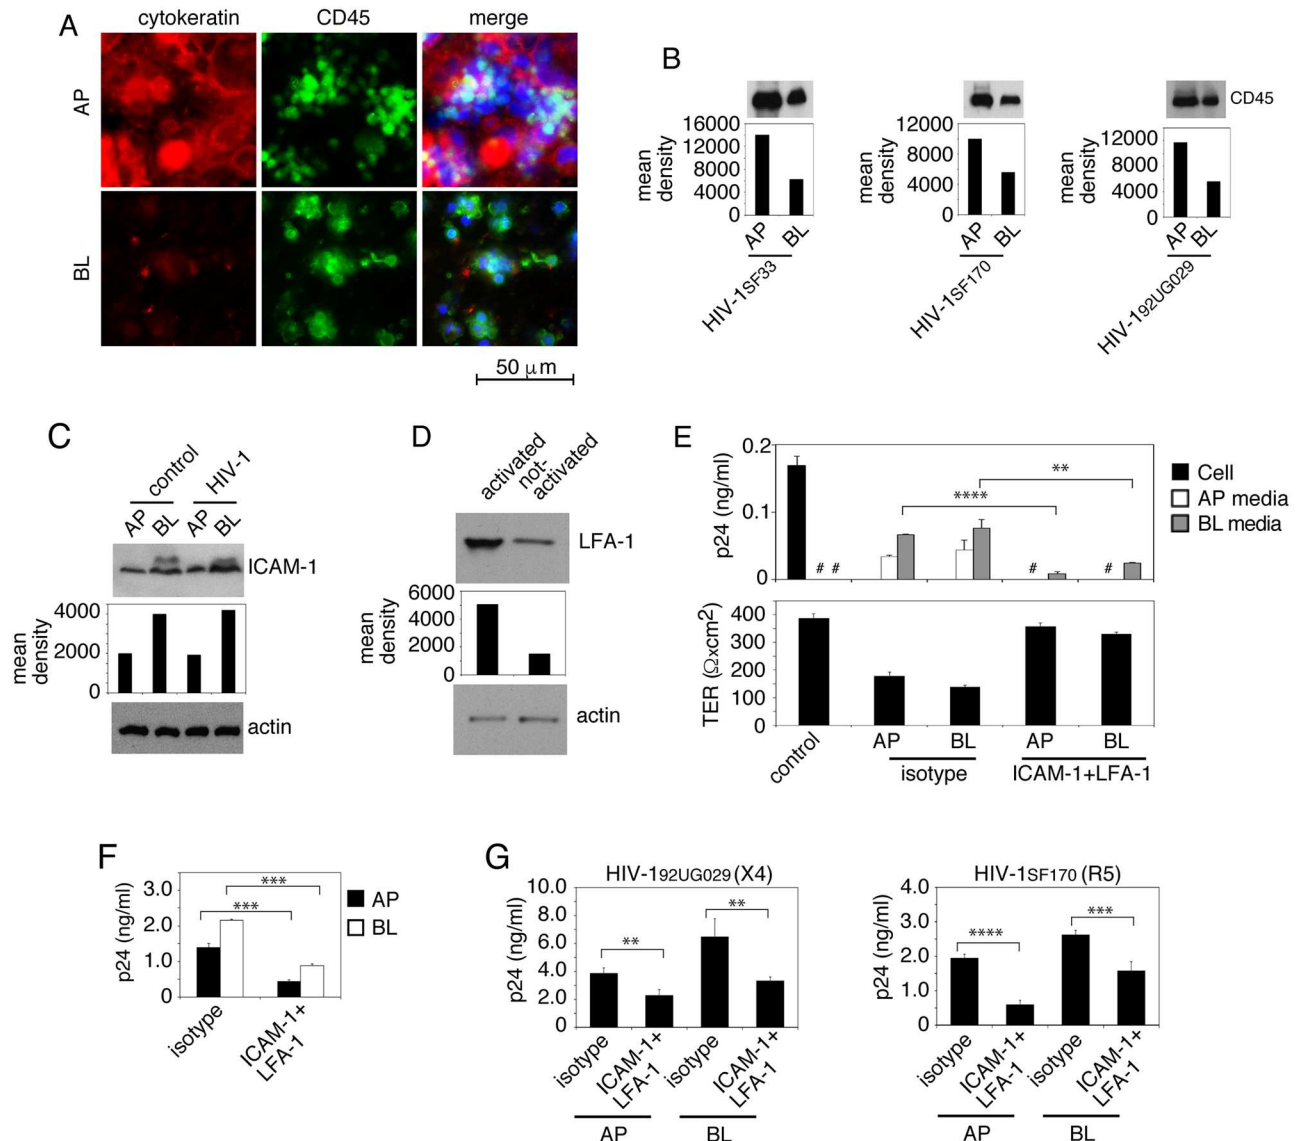 A
cytokeratin CD45 merge
AP
BL
50 μm
B
CD45
mean density
16000
12000
8000
4000
0
AP BL
HIV-1SF33
mean density
12000
8000
4000
0
AP BL
HIV-1SF170
mean density
12000
8000
4000
0
AP BL
HIV-192UG029
C
control HIV-1
AP BL AP BL
ICAM-1
mean density
4000
2000
0
actin
D
activated
not-
activated
LFA-1
mean density
6000
4000
2000
0
actin
E
p24 (ng/ml)
0.2
0.1
0
****
**
# #
#
#
Cell
AP media
BL media
TER (Ωxcm2)
400
300
200
100
0
control
AP BL AP BL
isotype ICAM-1+LFA-1
F
p24 (ng/ml)
3.0
2.0
1.0
0
***
***
AP
BL
isotype
ICAM-1+
LFA-1
G
HIV-192UG029 (X4)
p24 (ng/ml)
10.0
8.0
6.0
4.0
2.0
0
**
**
isotype
ICAM-1+
LFA-1
isotype
ICAM-1+
LFA-1
AP BL
HIV-1SF170 (R5)
p24 (ng/ml)
4.0
3.0
2.0
1.0
0
****
***
isotype
ICAM-1+
LFA-1
isotype
ICAM-1+
LFA-1
AP BL